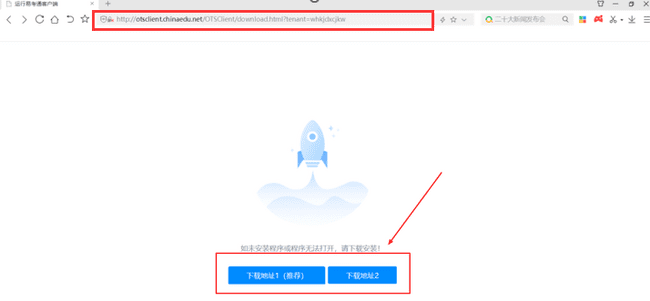 运行奥考通客户端
http://otsclient.chinaedu.net/OTSClient/download.html?tenant=whkjdxcjkw
二十大新闻发布会
如未安装程序或程序无法打开，请下载安装！
下载地址1（推荐）
下载地址2